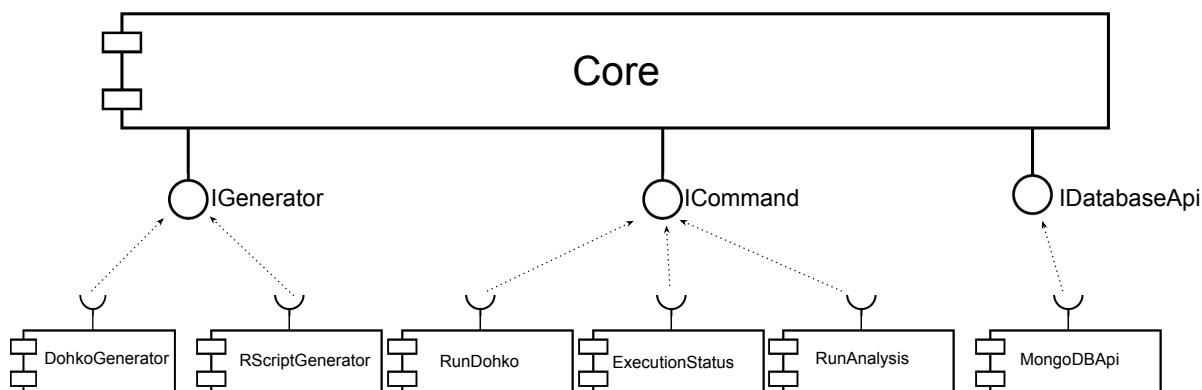 Core
IGenerator
ICommand
IDatabaseApi
DohkoGenerator
RScriptGenerator
RunDohko
ExecutionStatus
RunAnalysis
MongoDBApi